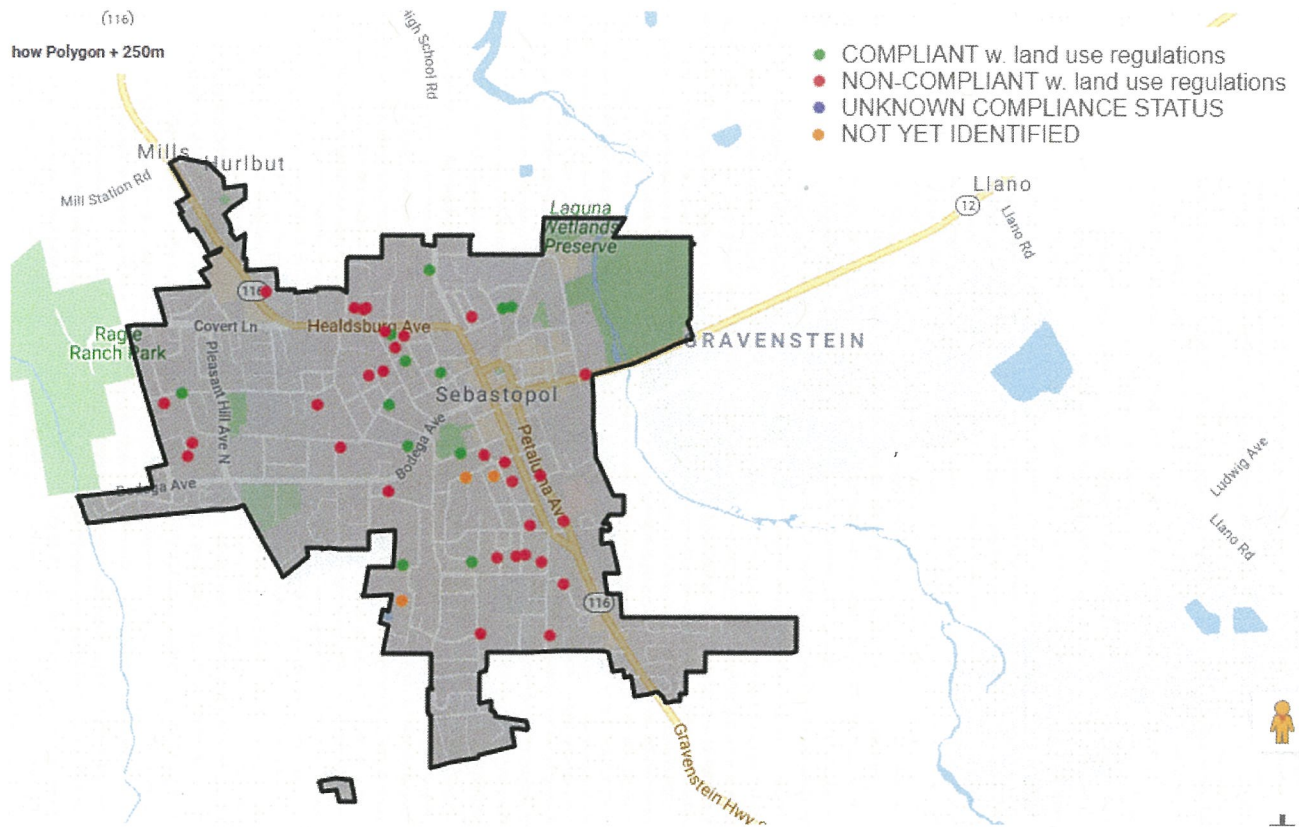 (116)
how Polygon + 250m
High School Rd
COMPLIANT w. land use regulations
NON-COMPLIANT w. land use regulations
UNKNOWN COMPLIANCE STATUS
NOT YET IDENTIFIED
Mills
Hurlbut
Mill Station Rd
Llano
12
Llano Rd
Laguna
Wetlands
Preserve
116
Covert Ln
Healdsburg Ave
Ragle
Ranch Park
RAVENSTEIN
Pleasant Hill Ave N
Sebastopol
Bodega Ave
Petaluma Ave
Bodega Ave
Ludwig Ave
Llano Rd
116
Gravenstein Hwy